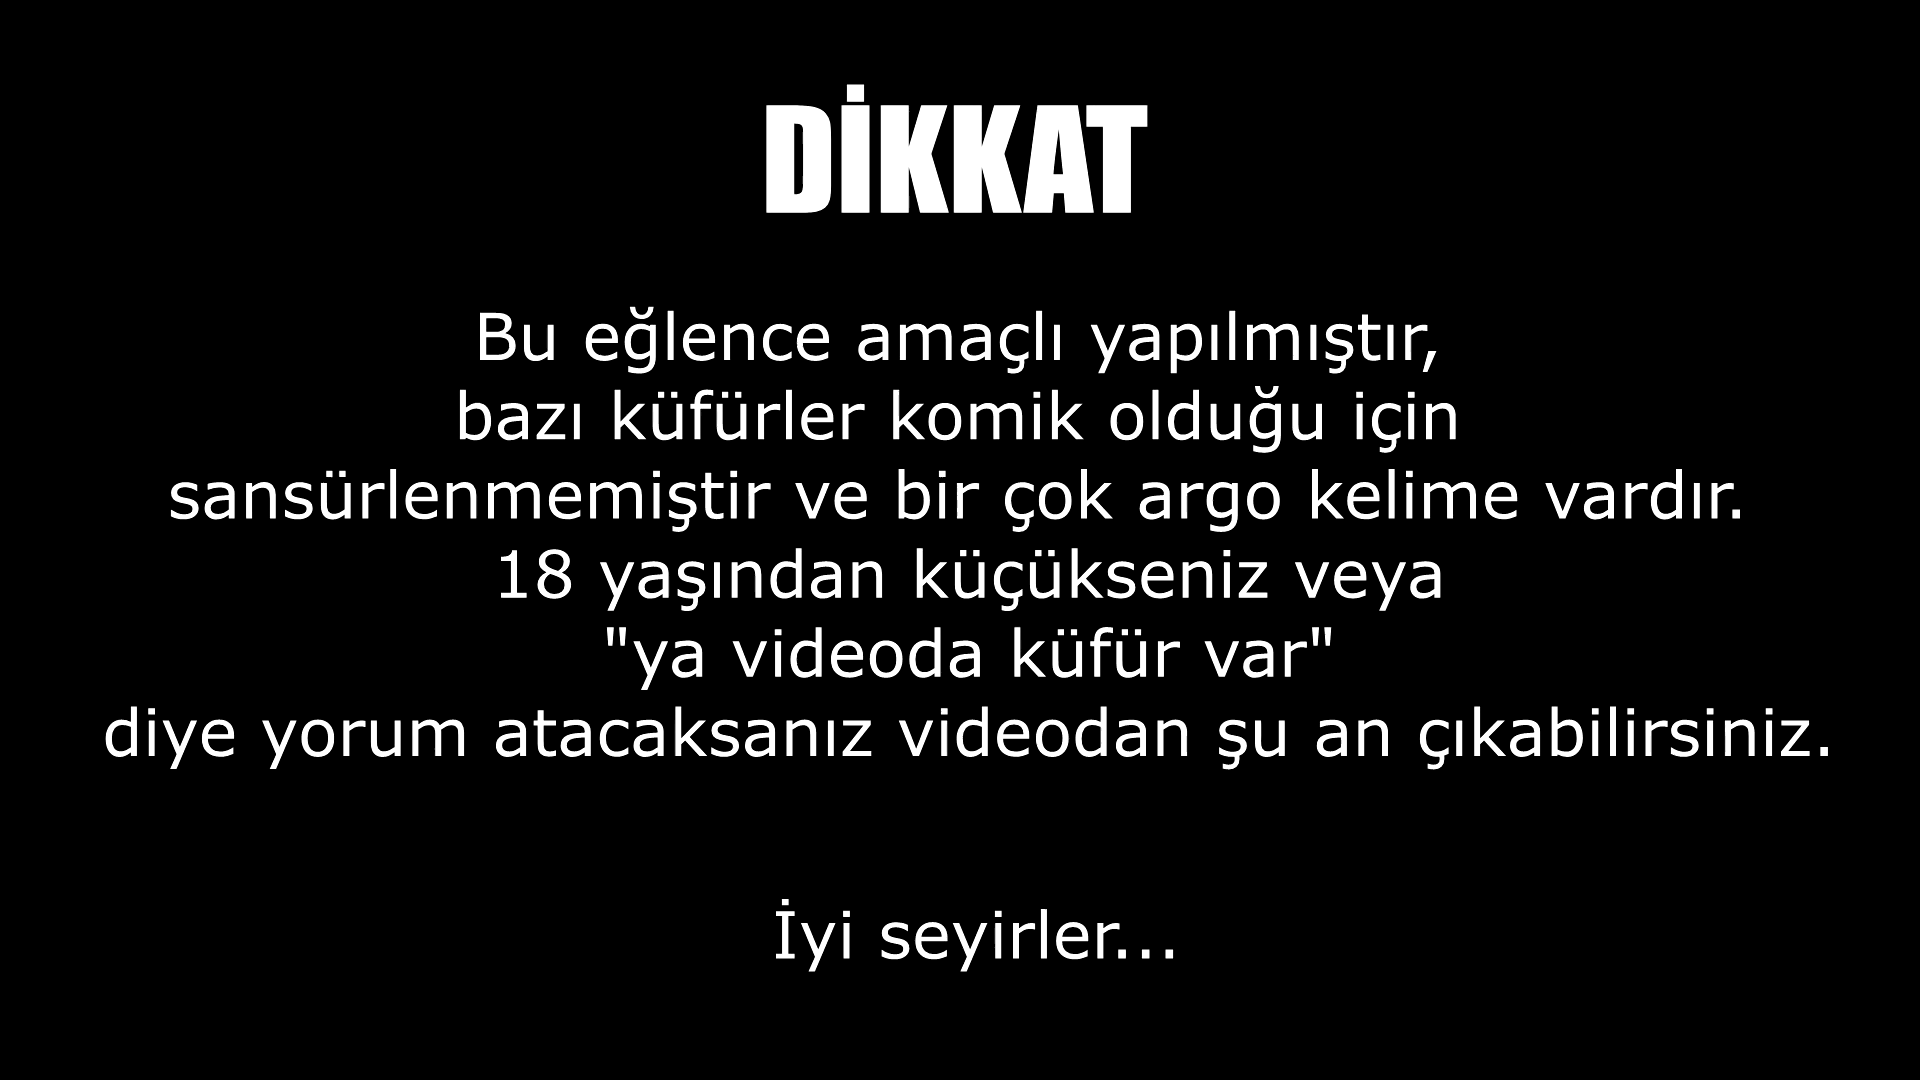 DİKKAT
Bu eğlence amaçlı yapılmıştır,
bazı küfürler komik olduğu için
sansürlenmemiştir ve bir çok argo kelime vardır.
18 yaşından küçükseniz veya
"ya videoda küfür var"
diye yorum atacaksanız videodan şu an çıkabilirsiniz.
İyi seyirler...